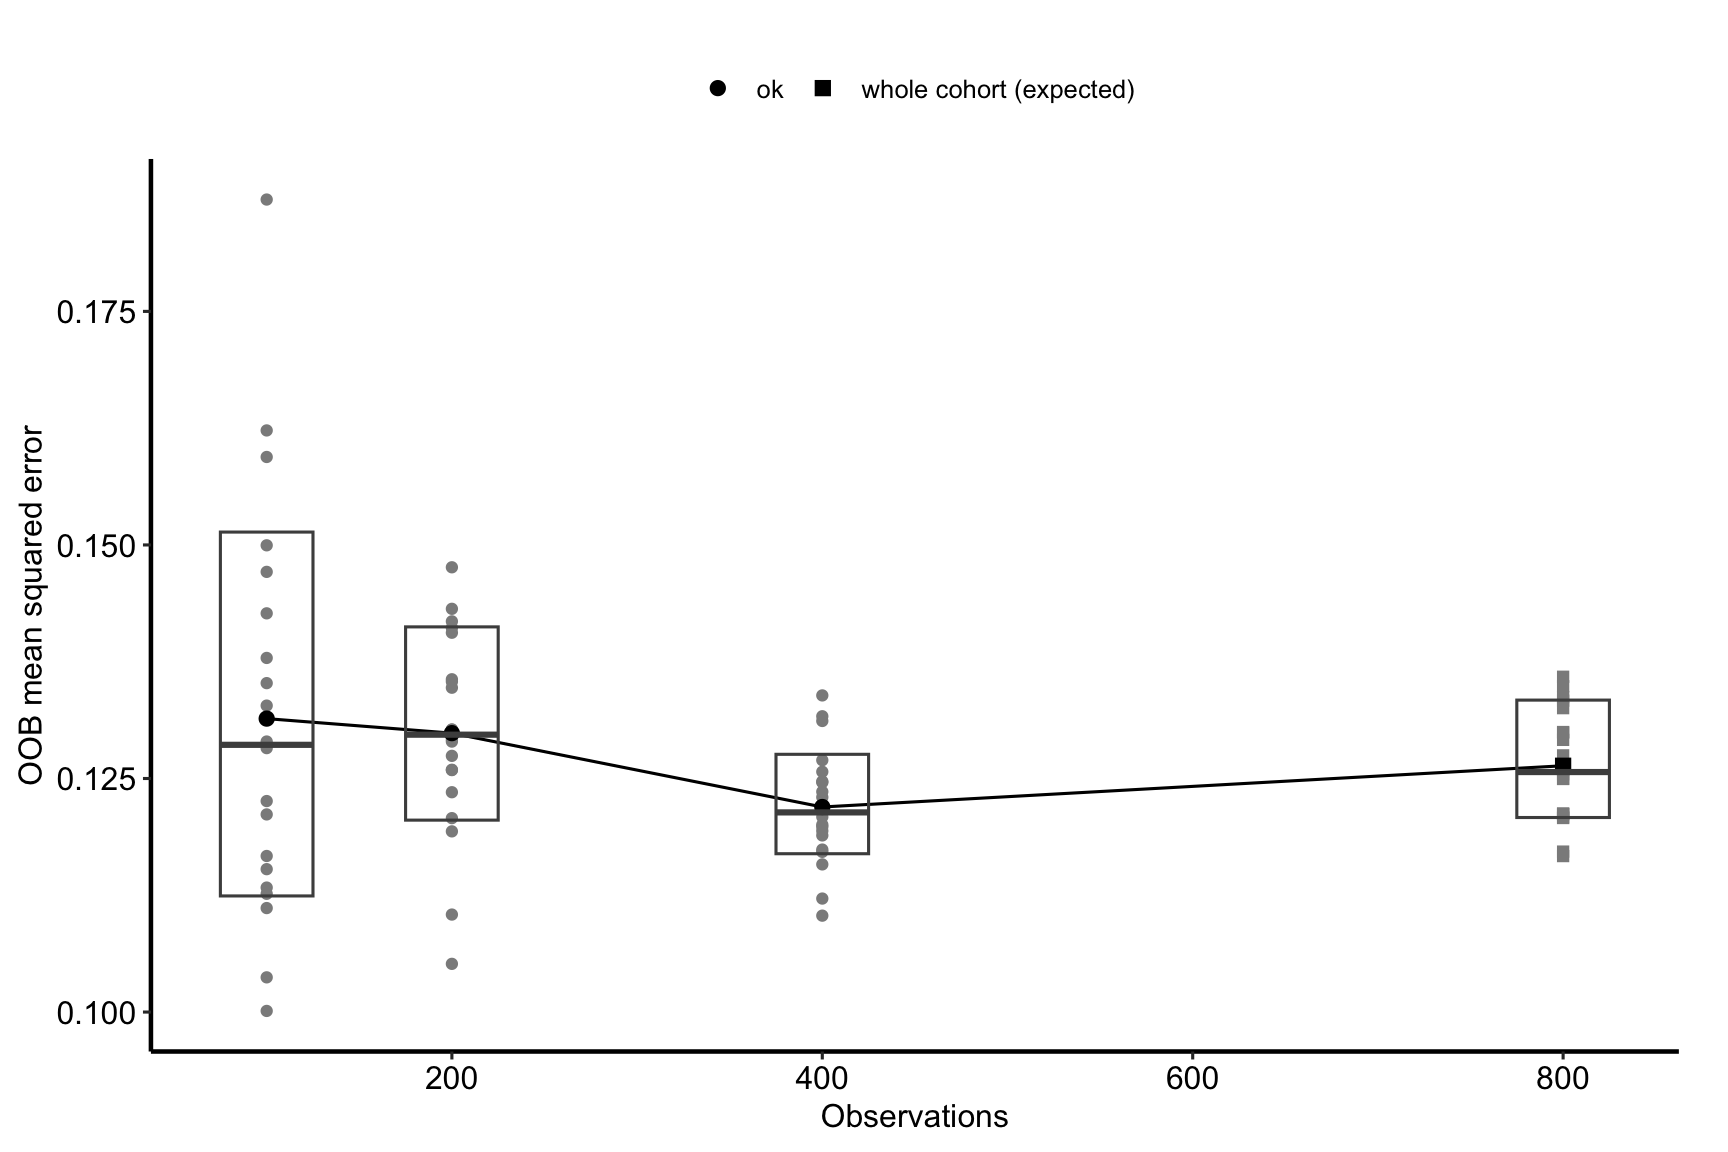 ok whole cohort (expected)
OOB mean squared error
0.175
0.150
0.125
0.100
200 400 600 800
Observations